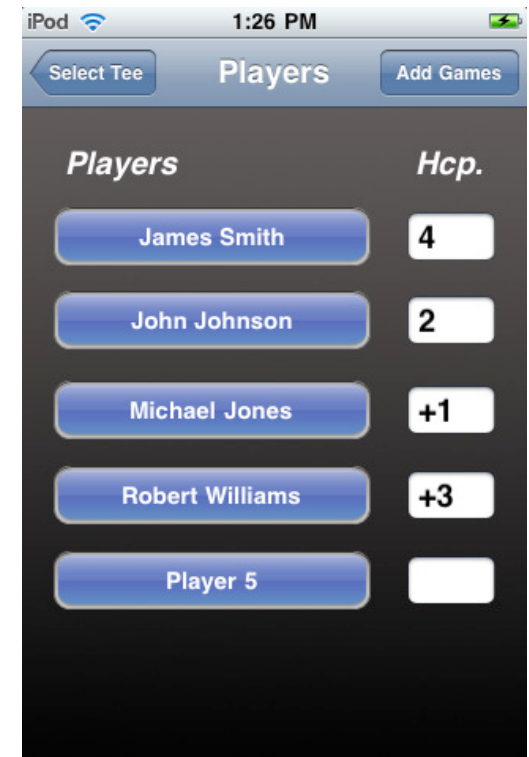 iPod 1:26 PM
Select Tee Players Add Games
Players Hcp.
James Smith 4
John Johnson 2
Michael Jones +1
Robert Williams +3
Player 5